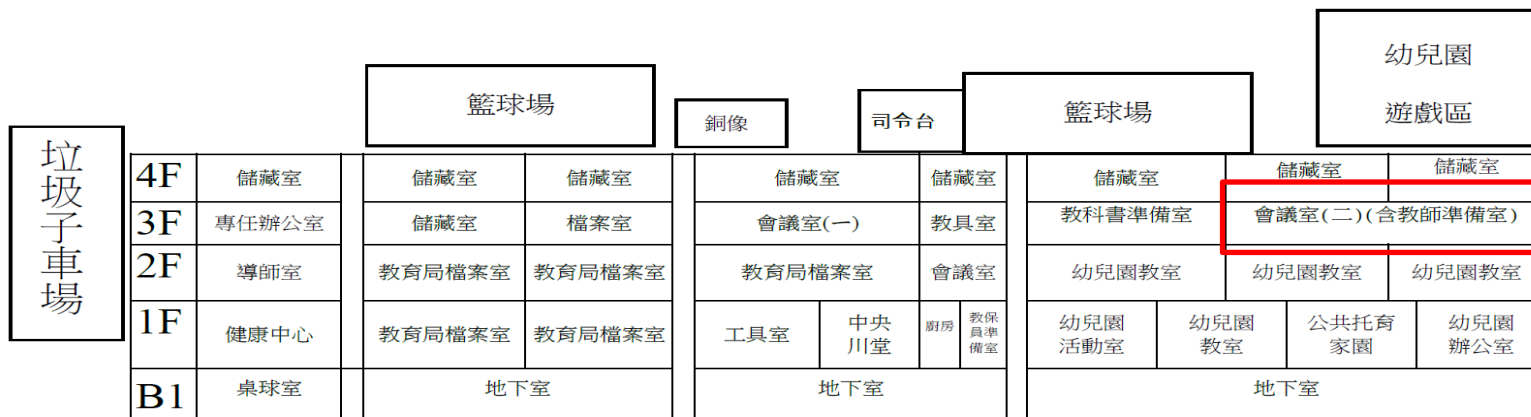 幼兒園
遊戲區
籃球場
銅像
司令台
籃球場
垃圾子車場
4F 儲藏室 儲藏室 儲藏室 儲藏室 儲藏室 儲藏室 儲藏室 儲藏室
3F 專任辦公室 儲藏室 檔案室 會議室(一) 教具室 教科書準備室 會議室(二)(含教師準備室)
2F 導師室 教育局檔案室 教育局檔案室 教育局檔案室 會議室 幼兒園教室 幼兒園教室 幼兒園教室
1F 健康中心 教育局檔案室 教育局檔案室 工具室 中央 川堂 廚房 教保 員準 備室 幼兒園 活動室 幼兒園 教室 公共托育 家園 幼兒園 辦公室
B1 桌球室 地下室 地下室 地下室